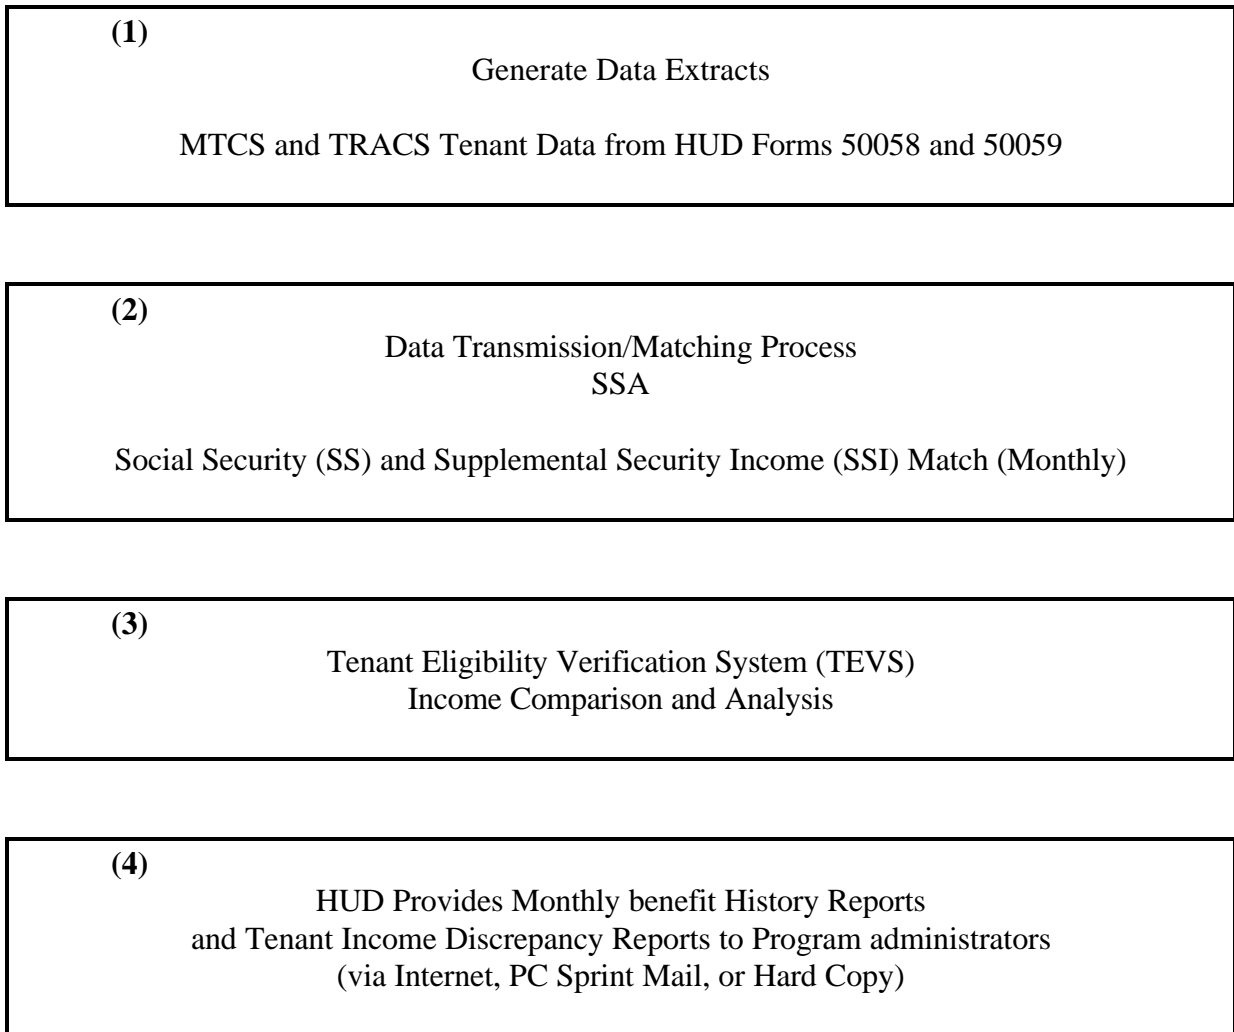 (1)
Generate Data Extracts
MTCS and TRACS Tenant Data from HUD Forms 50058 and 50059
(2)
Data Transmission/Matching Process
SSA
Social Security (SS) and Supplemental Security Income (SSI) Match (Monthly)
(3)
Tenant Eligibility Verification System (TEVS)
Income Comparison and Analysis
(4)
HUD Provides Monthly benefit History Reports
and Tenant Income Discrepancy Reports to Program administrators
(via Internet, PC Sprint Mail, or Hard Copy)